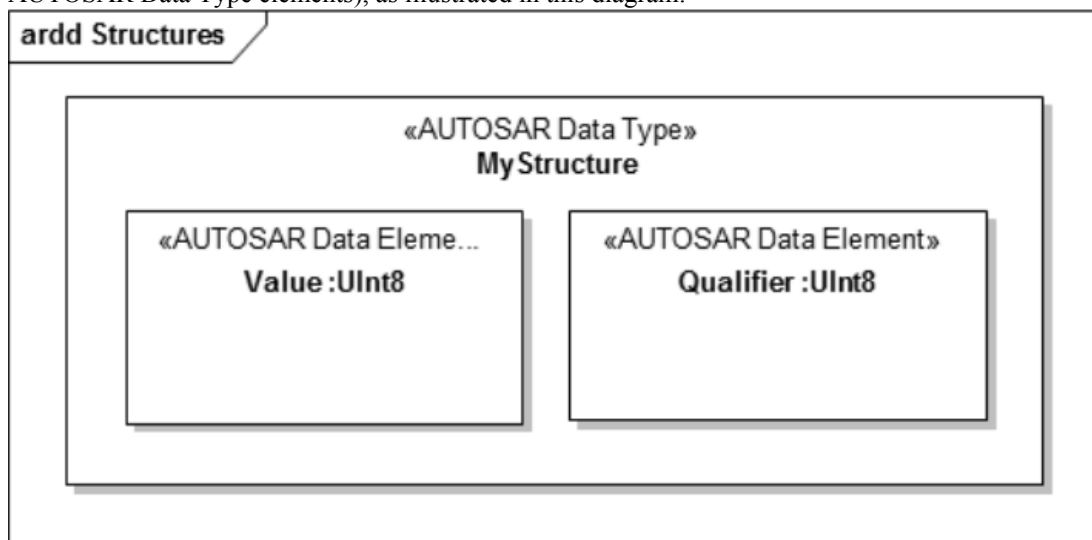 AUTOSAR Data Type elements), as illustrated in this diagram:
ardd Structures
«AUTOSAR Data Type»
MyStructure
«AUTOSAR Data Eleme...
Value :UInt8
«AUTOSAR Data Element»
Qualifier :UInt8